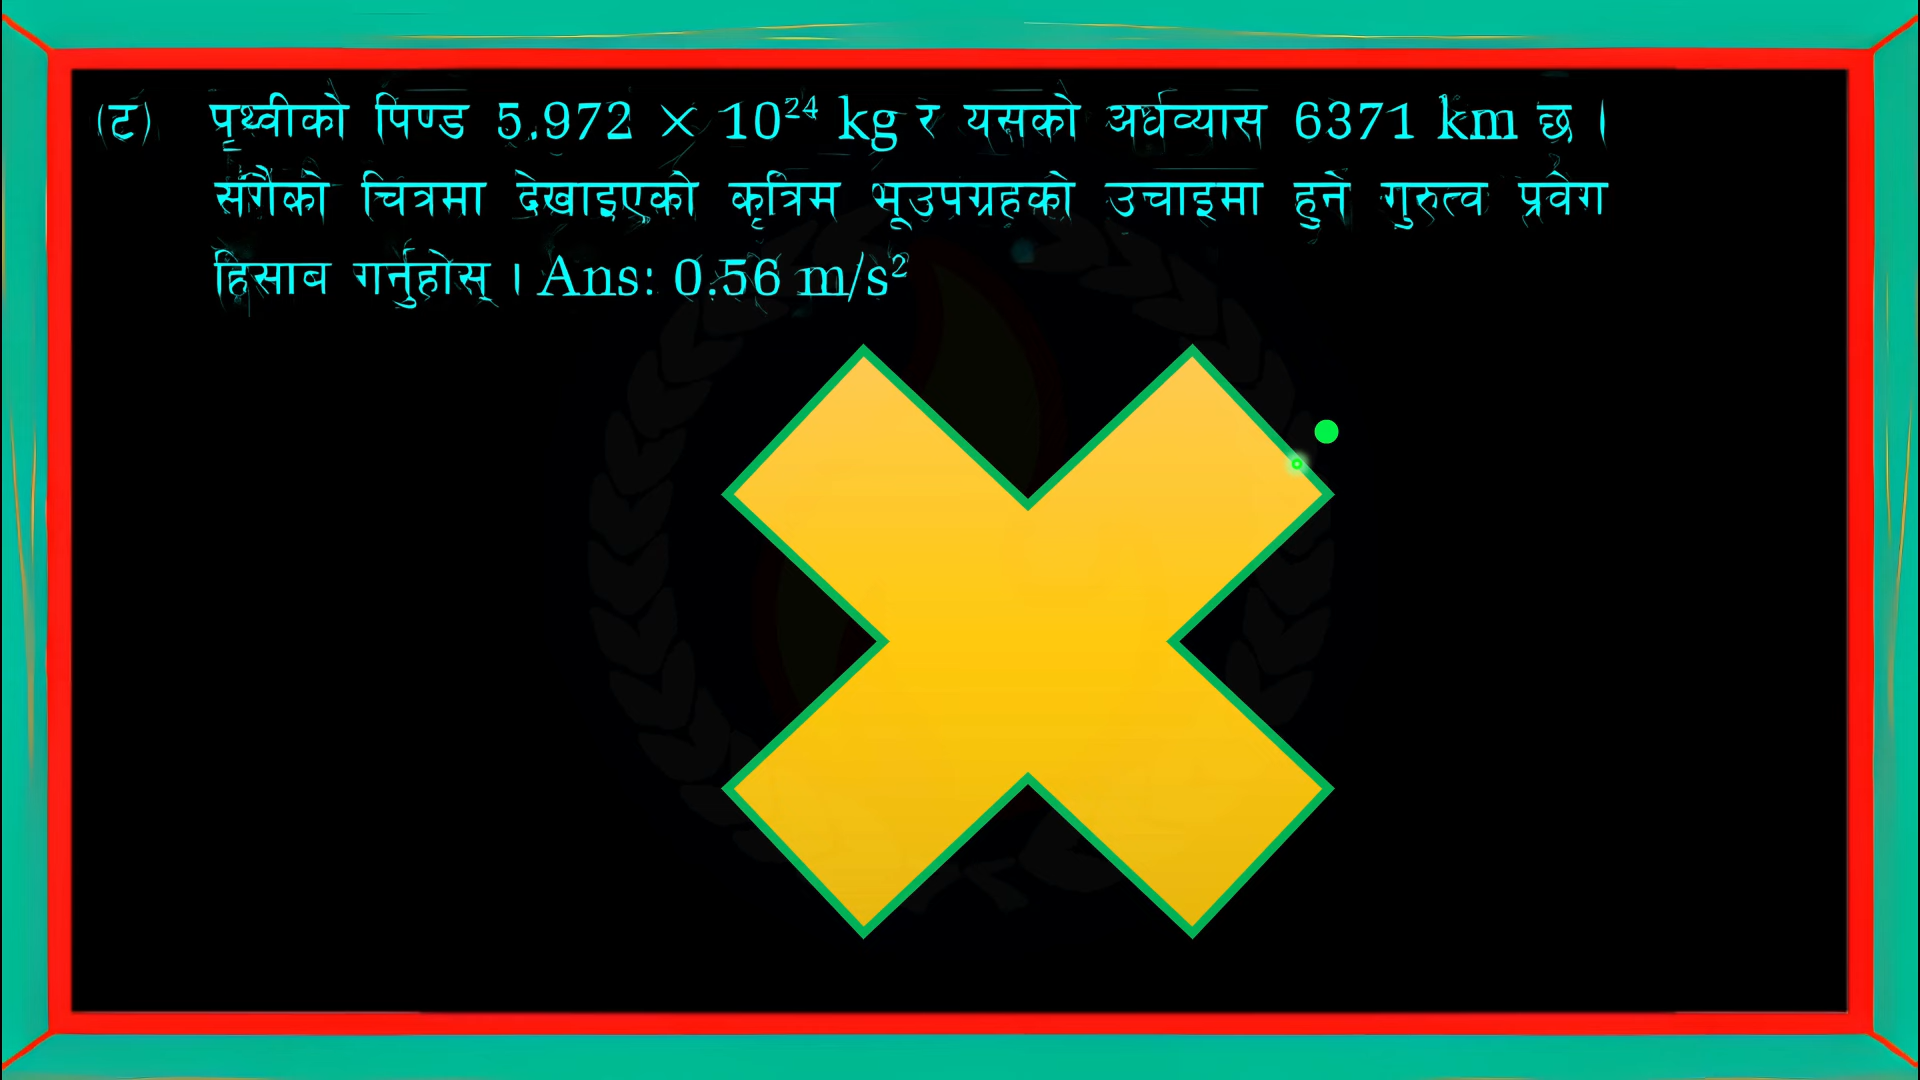 (ट) पृथ्वीको पिण्ड 5.972 × 10²⁴ kg र यसको अर्धव्यास 6371 km छ ।
सँगैको चित्रमा देखाइएको कृत्रिम भूउपग्रहको उचाइमा हुने गुरुत्व प्रवेग
हिसाब गर्नुहोस् । Ans: 0.56 m/s²